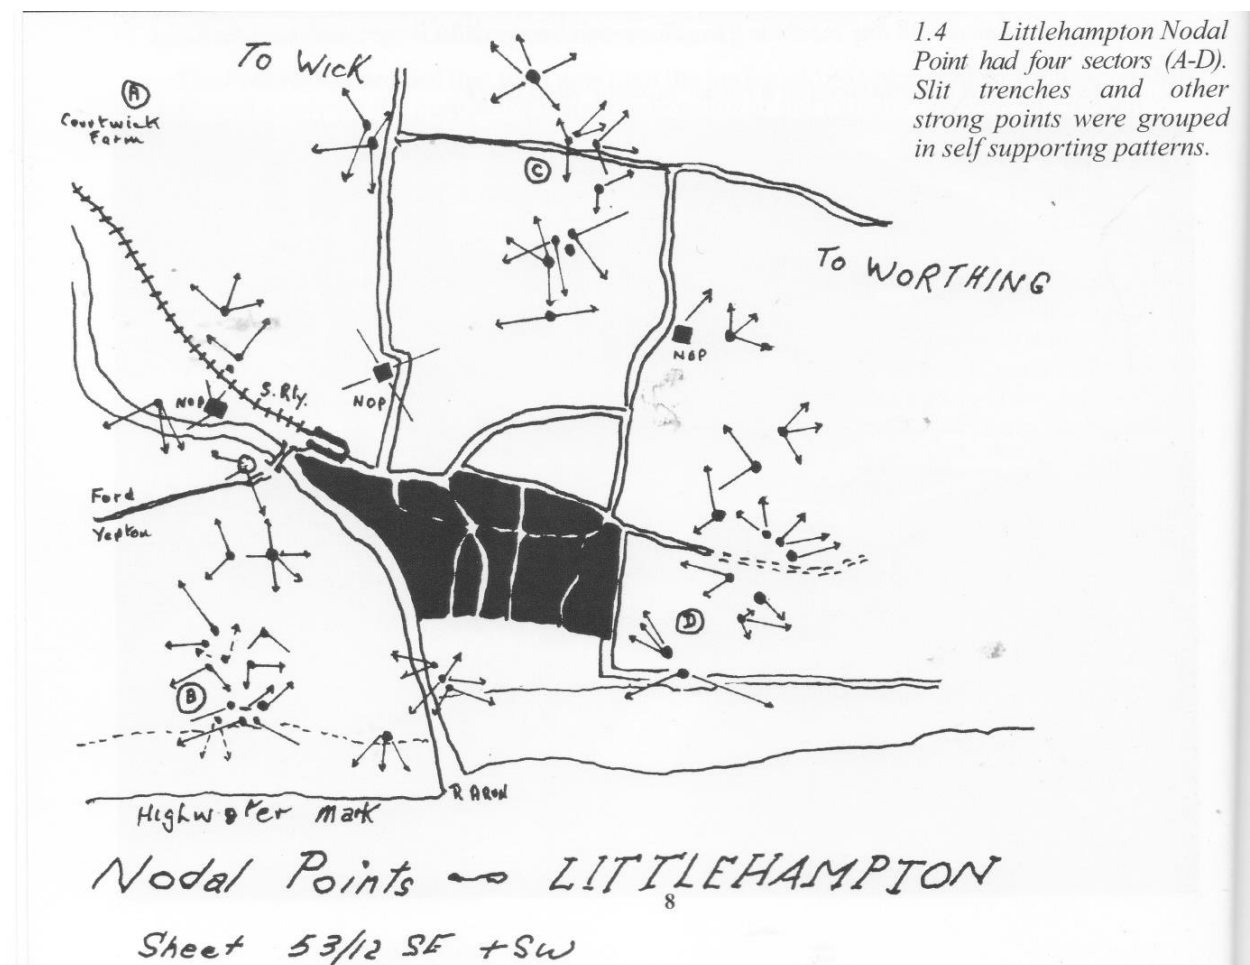 1.4 Littlehampton Nodal
Point had four sectors (A-D).
Slit trenches and other
strong points were grouped
in self supporting patterns.
To WICK
A
Courtwick
Farm
C
To WORTHING
NOP
S. Rly.
NOP
NOP
Ford
Yapton
D
B
R ARUN
Highwater Mark
Nodal Points – LITTLEHAMPTON
8
Sheet 53/12 SE + SW